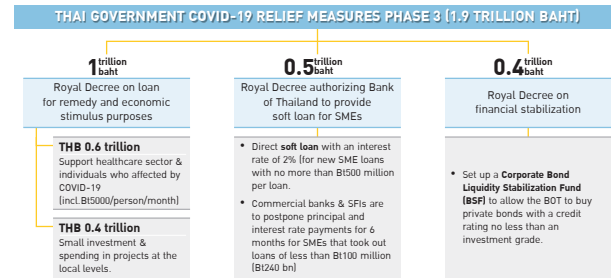 THAI GOVERNMENT COVID-19 RELIEF MEASURES PHASE 3 (1.9 TRILLION BAHT)
1 trillion baht
Royal Decree on loan
for remedy and economic
stimulus purposes
THB 0.6 trillion
Support healthcare sector &
individuals who affected by
COVID-19
(incl.Bt5000/person/month)
THB 0.4 trillion
Small investment &
spending in projects at the
local levels.
0.5 trillion baht
Royal Decree authorizing Bank
of Thailand to provide
soft loan for SMEs
• Direct soft loan with an interest
rate of 2% (for new SME loans
with no more than Bt500 million
per loan.
• Commercial banks & SFIs are
to postpone principal and
interest rate payments for 6
months for SMEs that took out
loans of less than Bt100 million
(Bt240 bn)
0.4 trillion baht
Royal Decree on
financial stabilization
• Set up a Corporate Bond
Liquidity Stabilization Fund
(BSF) to allow the BOT to buy
private bonds with a credit
rating no less than an
investment grade.